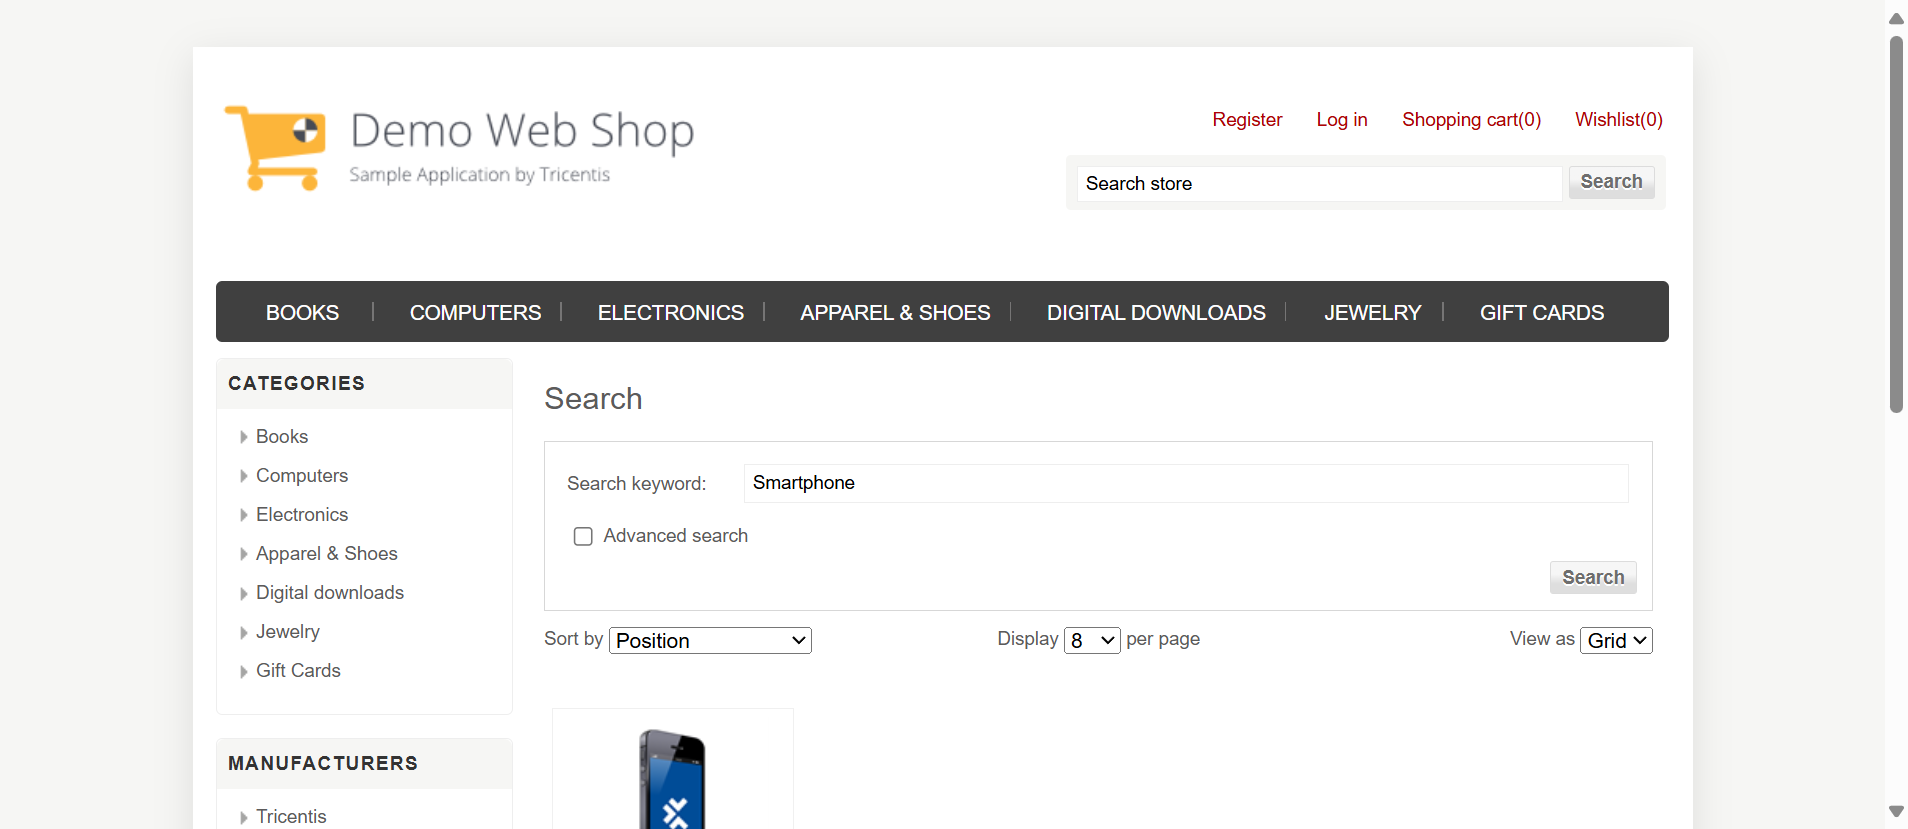 Demo Web Shop
Sample Application by Tricentis
Register Log in Shopping cart(0) Wishlist(0)
Search store Search
BOOKS COMPUTERS ELECTRONICS APPAREL & SHOES DIGITAL DOWNLOADS JEWELRY GIFT CARDS
CATEGORIES
Books
Computers
Electronics
Apparel & Shoes
Digital downloads
Jewelry
Gift Cards
MANUFACTURERS
Tricentis
Search
Search keyword: Smartphone
Advanced search
Search
Sort by Position Display 8 per page View as Grid